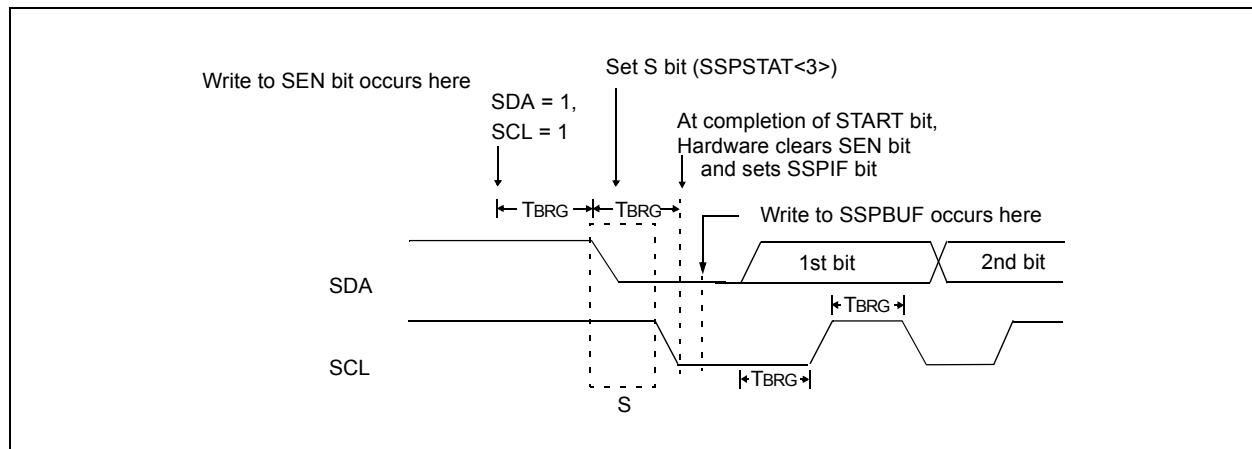 Set S bit (SSPSTAT<3>)
Write to SEN bit occurs here
SDA = 1,
SCL = 1
At completion of START bit,
Hardware clears SEN bit
and sets SSPIF bit
TBRG
TBRG
Write to SSPBUF occurs here
1st bit
2nd bit
SDA
TBRG
SCL
TBRG
S